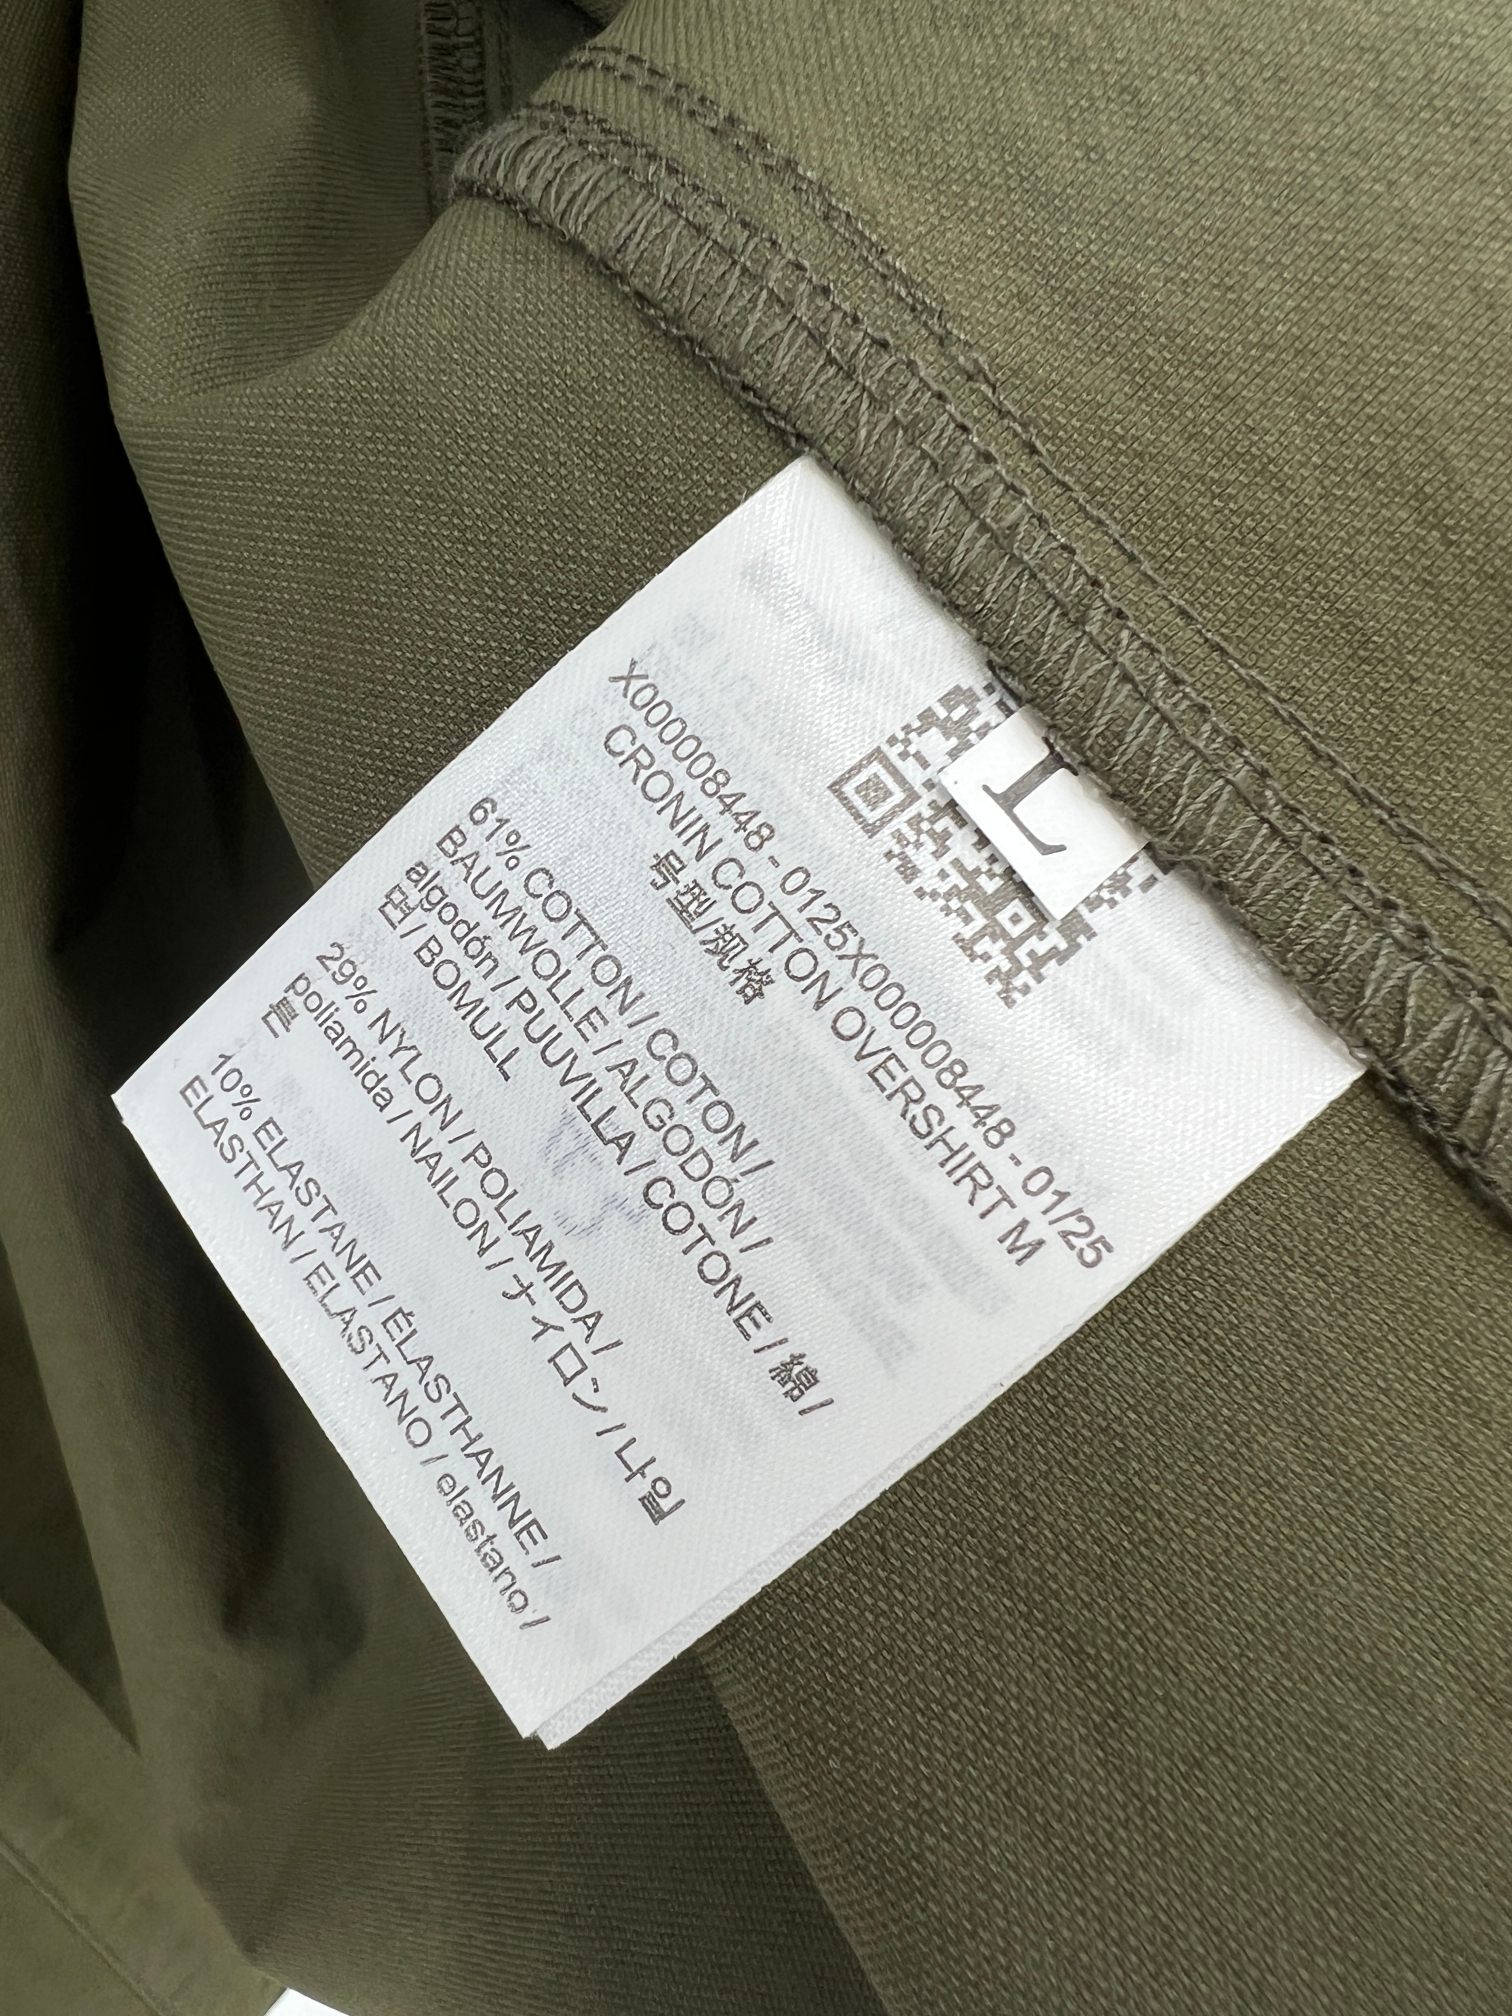 L
X000008448 - 0125X000008448 - 01/25
CRONIN COTTON OVERSHIRT M
号型/规格
61% COTTON / COTON /
BAUMWOLLE / ALGODÓN /
algodón / PUUVILLA / COTONE / 綿 /
면 / BOMULL
29% NYLON / POLIAMIDA /
poliamida / NAILON / ナイロン / 나일
론
10% ELASTANE / ÉLASTHANNE /
ELASTHAN / ELASTANO / elastano /